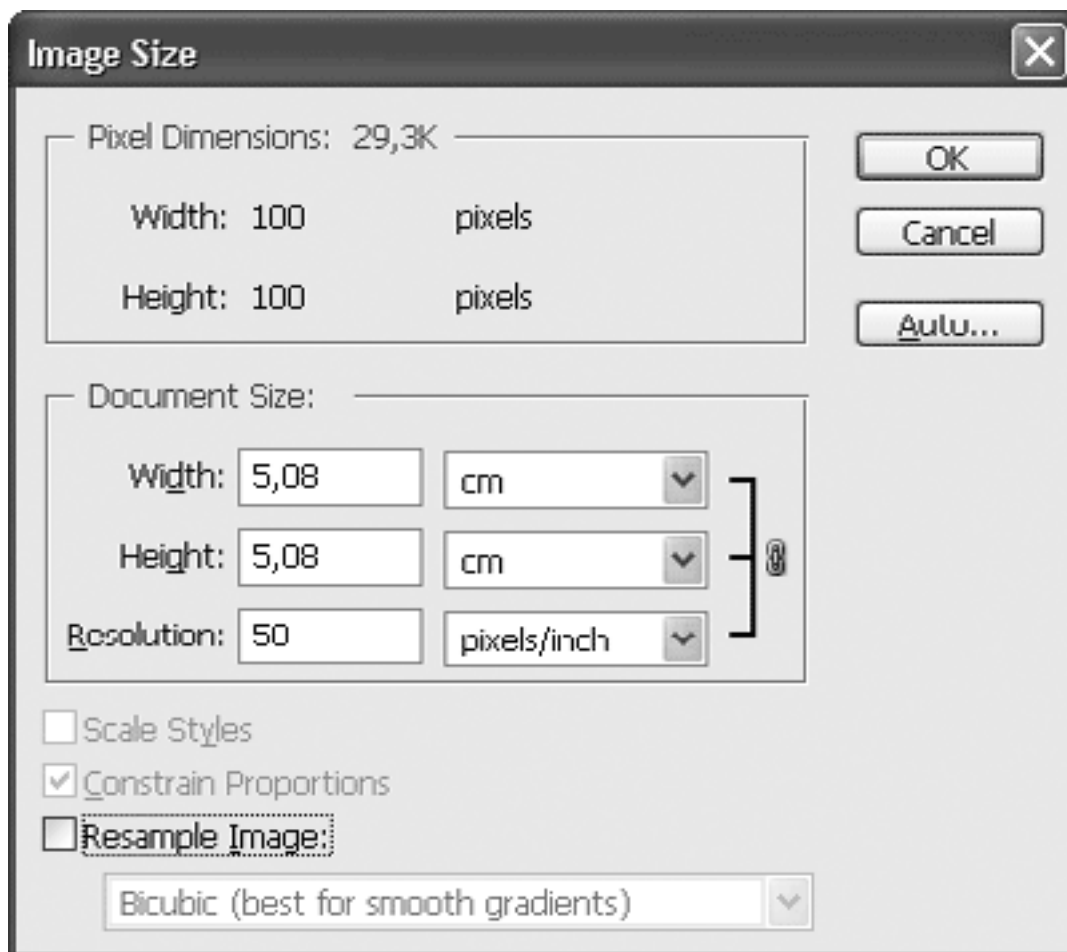 Image Size
Pixel Dimensions: 29,3K
OK
Width: 100 pixels
Cancel
Height: 100 pixels
Auto...
Document Size:
Width: 5,08 cm
Height: 5,08 cm
Resolution: 50 pixels/inch
Scale Styles
Constrain Proportions
Resample Image:
Bicubic (best for smooth gradients)